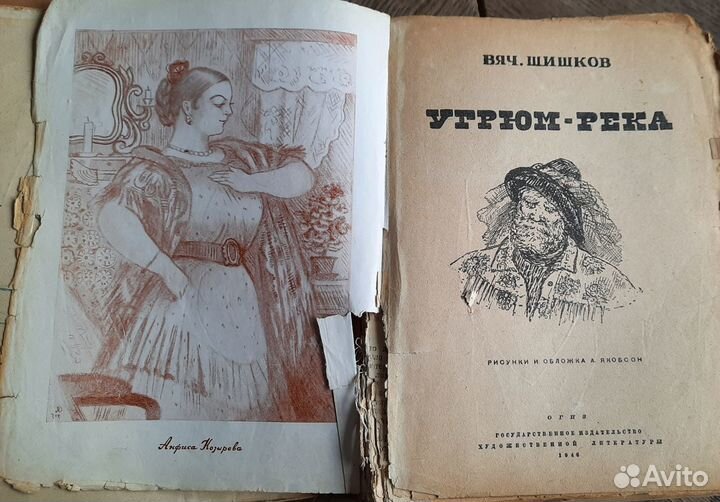 Анфиса Козырева
ВЯЧ. ШИШКОВ
УГРЮМ-РЕКА
РИСУНКИ И ОБЛОЖКА А. ЯКОБСОН
ОГИЗ
ГОСУДАРСТВЕННОЕ ИЗДАТЕЛЬСТВО
ХУДОЖЕСТВЕННОЙ ЛИТЕРАТУРЫ
1946
Avito